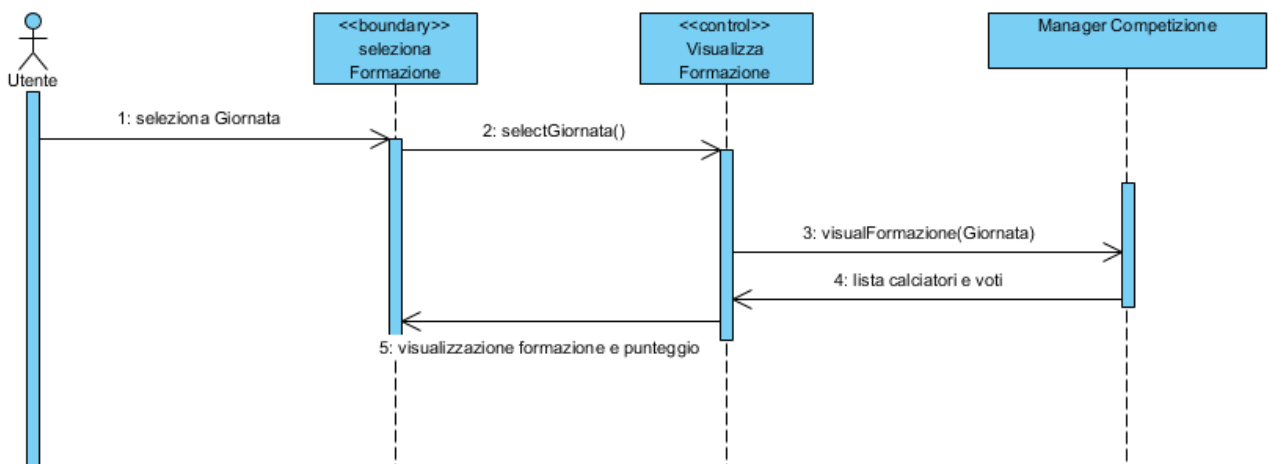 <<boundary>>
seleziona
Formazione
<<control>>
Visualizza
Formazione
Manager Competizione
Utente
1: seleziona Giornata
2: selectGiornata()
3: visualFormazione(Giornata)
4: lista calciatori e voti
5: visualizzazione formazione e punteggio